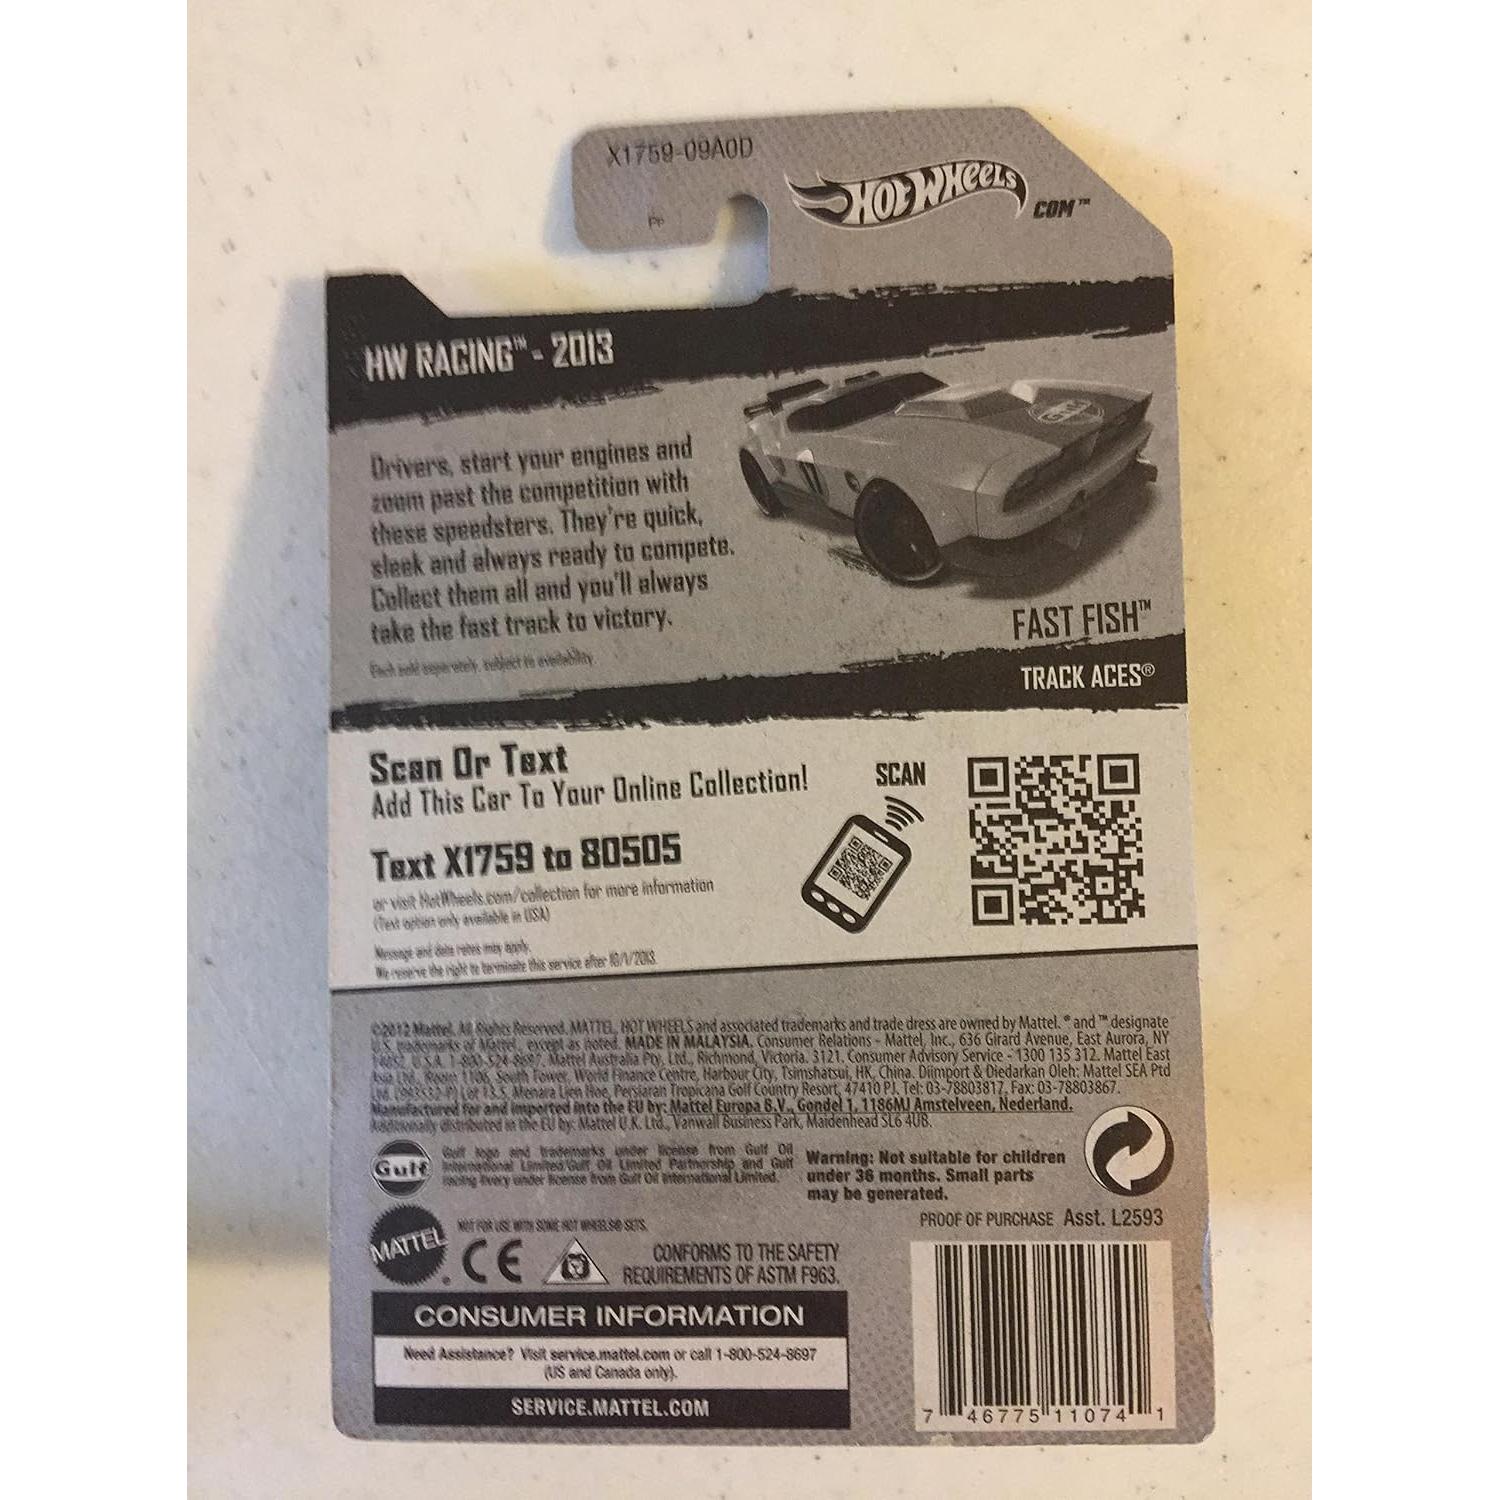 X1759-09A0D
PP
HOT WHEELS
.COM™
HW RACING™ - 2013
Drivers, start your engines and
zoom past the competition with
these speedsters. They're quick,
sleek and always ready to compete.
Collect them all and you'll always
take the fast track to victory.
Each sold separately, subject to availability.
FAST FISH™
TRACK ACES®
Scan Or Text
Add This Car To Your Online Collection!
Text X1759 to 80505
or visit HotWheels.com/collection for more information
(Text option only available in USA)
Message and data rates may apply.
We reserve the right to terminate this service after 10/1/2013.
SCAN
©2012 Mattel. All Rights Reserved. MATTEL, HOT WHEELS and associated trademarks and trade dress are owned by Mattel. ® and ™ designate
U.S. trademarks of Mattel, except as noted. MADE IN MALAYSIA. Consumer Relations - Mattel, Inc., 636 Girard Avenue, East Aurora, NY
14052, U.S.A. 1-800-524-8697. Mattel Australia Pty., Ltd., Richmond, Victoria. 3121. Consumer Advisory Service - 1300 135 312. Mattel East
Asia Ltd., Room 1106, South Tower, World Finance Centre, Harbour City, Tsimshatsui, HK, China. Diimport & Diedarkan Oleh: Mattel SEA Ptd
Ltd. (993532-P) Lot 13.5, Menara Lien Hoe, Persiaran Tropicana Golf Country Resort, 47410 PJ. Tel: 03-78803817, Fax: 03-78803867.
Manufactured for and imported into the EU by: Mattel Europa B.V., Gondel 1, 1186MJ Amstelveen, Nederland.
Additionally distributed in the EU by: Mattel U.K. Ltd., Vanwall Business Park, Maidenhead SL6 4UB.
Gulf
Gulf logo and trademarks under license from Gulf Oil
International Limited/Gulf Oil Limited Partnership and Gulf
racing livery under license from Gulf Oil International Limited.
Warning: Not suitable for children
under 36 months. Small parts
may be generated.
PROOF OF PURCHASE Asst. L2593
MATTEL
NOT FOR USE WITH SOME HOT WHEELS® SETS.
CE
CONFORMS TO THE SAFETY
REQUIREMENTS OF ASTM F963.
CONSUMER INFORMATION
Need Assistance? Visit service.mattel.com or call 1-800-524-8697
(US and Canada only).
SERVICE.MATTEL.COM
7 46775 11074 1